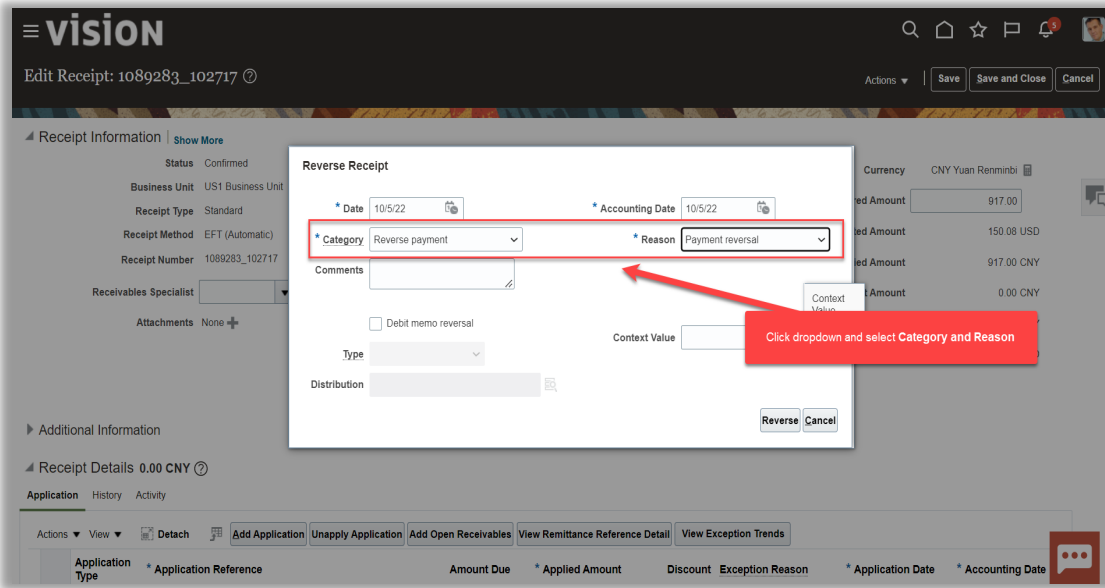 vision
5
Edit Receipt: 1089283_102717
Actions
Save
Save and Close
Cancel
Receipt Information
Show More
Status Confirmed
Business Unit US1 Business Unit
Receipt Type Standard
Receipt Method EFT (Automatic)
Receipt Number 1089283_102717
Receivables Specialist
Attachments None
Currency CNY Yuan Renminbi
red Amount 917.00
ted Amount 150.08 USD
ied Amount 917.00 CNY
t Amount 0.00 CNY
Reverse Receipt
* Date 10/5/22
* Accounting Date 10/5/22
* Category Reverse payment
* Reason Payment reversal
Comments
Context
Value
Click dropdown and select Category and Reason
Debit memo reversal
Context Value
Type
Distribution
Reverse
Cancel
Additional Information
Receipt Details 0.00 CNY
Application History Activity
Actions View Detach Add Application Unapply Application Add Open Receivables View Remittance Reference Detail View Exception Trends
Application
Type
* Application Reference
Amount Due
* Applied Amount
Discount
Exception Reason
* Application Date
* Accounting Date